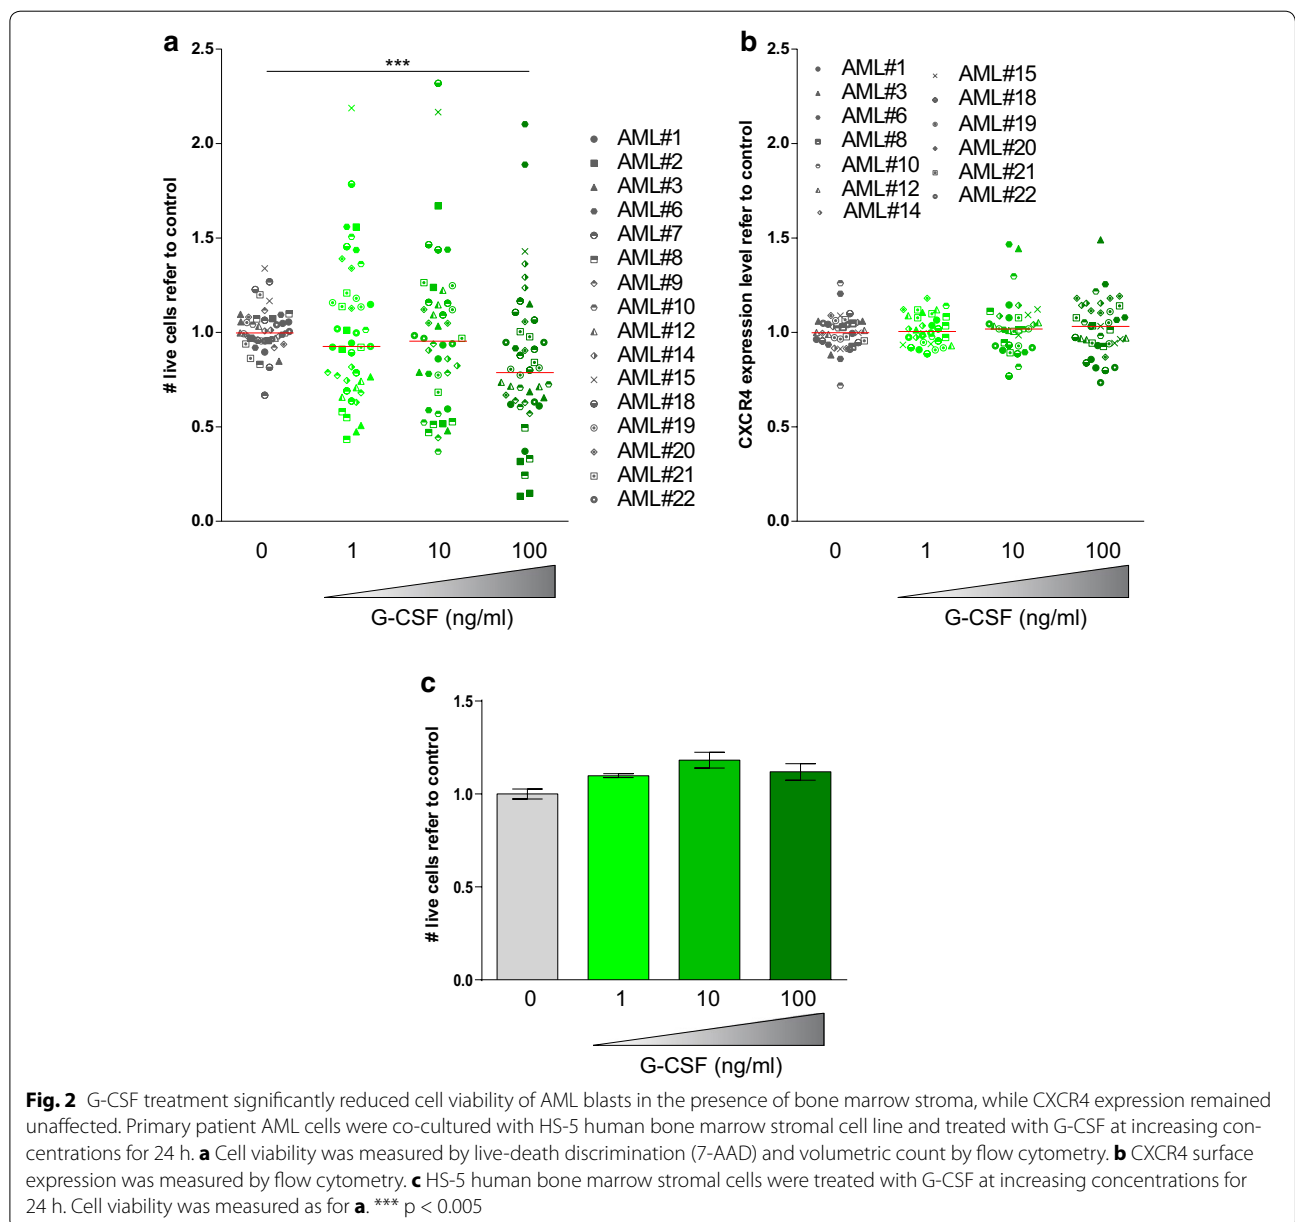 a
2.5
2.0
1.5
1.0
0.5
0.0
# live cells refer to control
***
0 1 10 100
G-CSF (ng/ml)
AML#1
AML#2
AML#3
AML#6
AML#7
AML#8
AML#9
AML#10
AML#12
AML#14
AML#15
AML#18
AML#19
AML#20
AML#21
AML#22
b
2.5
2.0
1.5
1.0
0.5
0.0
CXCR4 expression level refer to control
AML#1
AML#3
AML#6
AML#8
AML#10
AML#12
AML#14
AML#15
AML#18
AML#19
AML#20
AML#21
AML#22
0 1 10 100
G-CSF (ng/ml)
c
1.5
1.0
0.5
0.0
# live cells refer to control
0 1 10 100
G-CSF (ng/ml)
Fig. 2 G-CSF treatment significantly reduced cell viability of AML blasts in the presence of bone marrow stroma, while CXCR4 expression remained
unaffected. Primary patient AML cells were co-cultured with HS-5 human bone marrow stromal cell line and treated with G-CSF at increasing con-
centrations for 24 h. a Cell viability was measured by live-death discrimination (7-AAD) and volumetric count by flow cytometry. b CXCR4 surface
expression was measured by flow cytometry. c HS-5 human bone marrow stromal cells were treated with G-CSF at increasing concentrations for
24 h. Cell viability was measured as for a. *** p < 0.005